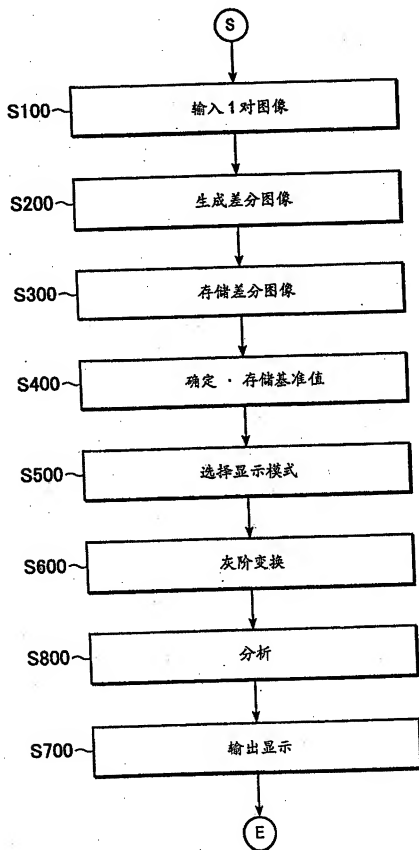 S
S100
输入1对图像
S200
生成差分图像
S300
存储差分图像
S400
确定·存储基准值
S500
选择显示模式
S600
灰阶变换
S800
分析
S700
输出显示
E